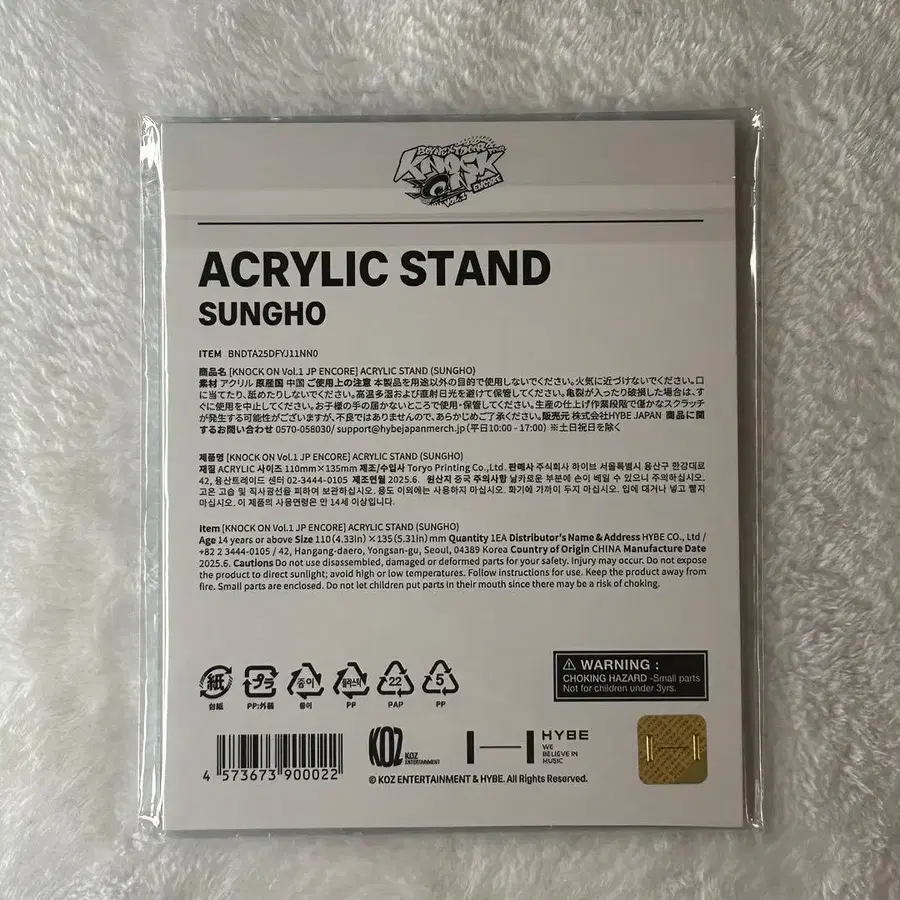 BOYNEXTDOOR TOUR
KNOCK ON
VOL.1 ENCORE
ACRYLIC STAND
SUNGHO
ITEM BNDTA25DFYJ11NN0
商品名 [KNOCK ON Vol.1 JP ENCORE] ACRYLIC STAND (SUNGHO)
素材 アクリル 原産国 中国 ご使用上の注意 本製品を用途以外の目的で使用しないでください。火気に近づけないでください。口
に当てたり、舐めたりしないでください。高温多湿および直射日光を避けて保管してください。亀裂が入ったり破損した場合は、す
ぐに使用を中止してください。お子様の手の届かないところで使用・保管してください。生産の仕上げ作業段階で僅かなスクラッチ
が発生する可能性がございますが、不良ではありませんので、あらかじめご了承ください。販売元 株式会社HYBE JAPAN 商品に関
するお問い合わせ 0570-058030/ support@hybejapanmerch.jp (平日10:00 - 17:00) ※土日祝日を除く
제품명 [KNOCK ON Vol.1 JP ENCORE] ACRYLIC STAND (SUNGHO)
재질 ACRYLIC 사이즈 110mm×135mm 제조/수입사 Toryo Printing Co.,Ltd. 판매사 주식회사 하이브 서울특별시 용산구 한강대로
42, 용산트레이드 센터 02-3444-0105 제조연월 2025.6. 원산지 중국 주의사항 날카로운 부분에 손이 베일 수 있으니 주의하십시오.
고온 고습 및 직사광선을 피하여 보관하십시오. 용도 이외에는 사용하지 마십시오. 화기에 가까이 두지 마십시오. 입에 대거나 넣고 빨지
마십시오. 이 제품의 사용연령은 만 14세 이상입니다.
Item [KNOCK ON Vol.1 JP ENCORE] ACRYLIC STAND (SUNGHO)
Age 14 years or above Size 110 (4.33in) × 135 (5.31in) mm Quantity 1EA Distributor's Name & Address HYBE CO., Ltd /
+82 2 3444-0105 / 42, Hangang-daero, Yongsan-gu, Seoul, 04389 Korea Country of Origin CHINA Manufacture Date
2025.6. Cautions Do not use disassembled, damaged or deformed parts for your safety. Injury may occur. Do not expose
the product to direct sunlight; avoid high or low temperatures. Follow instructions for use. Keep the product away from
fire. Small parts are enclosed. Do not let children put parts in their mouth since there may be a risk of choking.
紙 プラ 종이 플라스틱 22 5
台紙 PP:外装 종이 PP PAP PP
WARNING :
CHOKING HAZARD -Small parts
Not for children under 3yrs.
4 573673 900022
KOZ KOZ ENTERTAINMENT
HYBE
WE
BELIEVE IN
MUSIC
© KOZ ENTERTAINMENT & HYBE. All Rights Reserved.